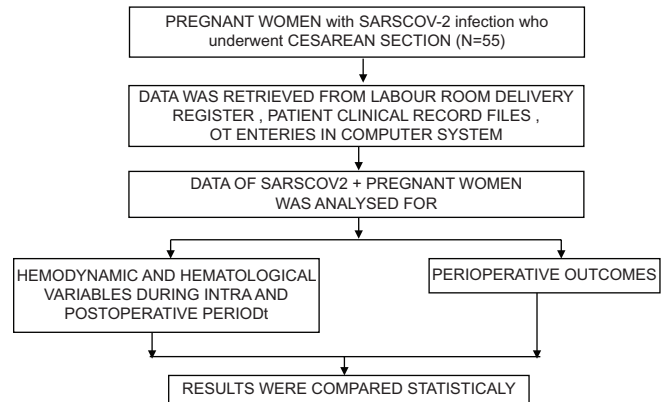 PREGNANT WOMEN with SARSCOV-2 infection who
underwent CESAREAN SECTION (N=55)
DATA WAS RETRIEVED FROM LABOUR ROOM DELIVERY
REGISTER , PATIENT CLINICAL RECORD FILES ,
OT ENTERIES IN COMPUTER SYSTEM
DATA OF SARSCOV2 + PREGNANT WOMEN
WAS ANALYSED FOR
HEMODYNAMIC AND HEMATOLOGICAL
VARIABLES DURING INTRA AND
POSTOPERATIVE PERIODt
PERIOPERATIVE OUTCOMES
RESULTS WERE COMPARED STATISTICALY